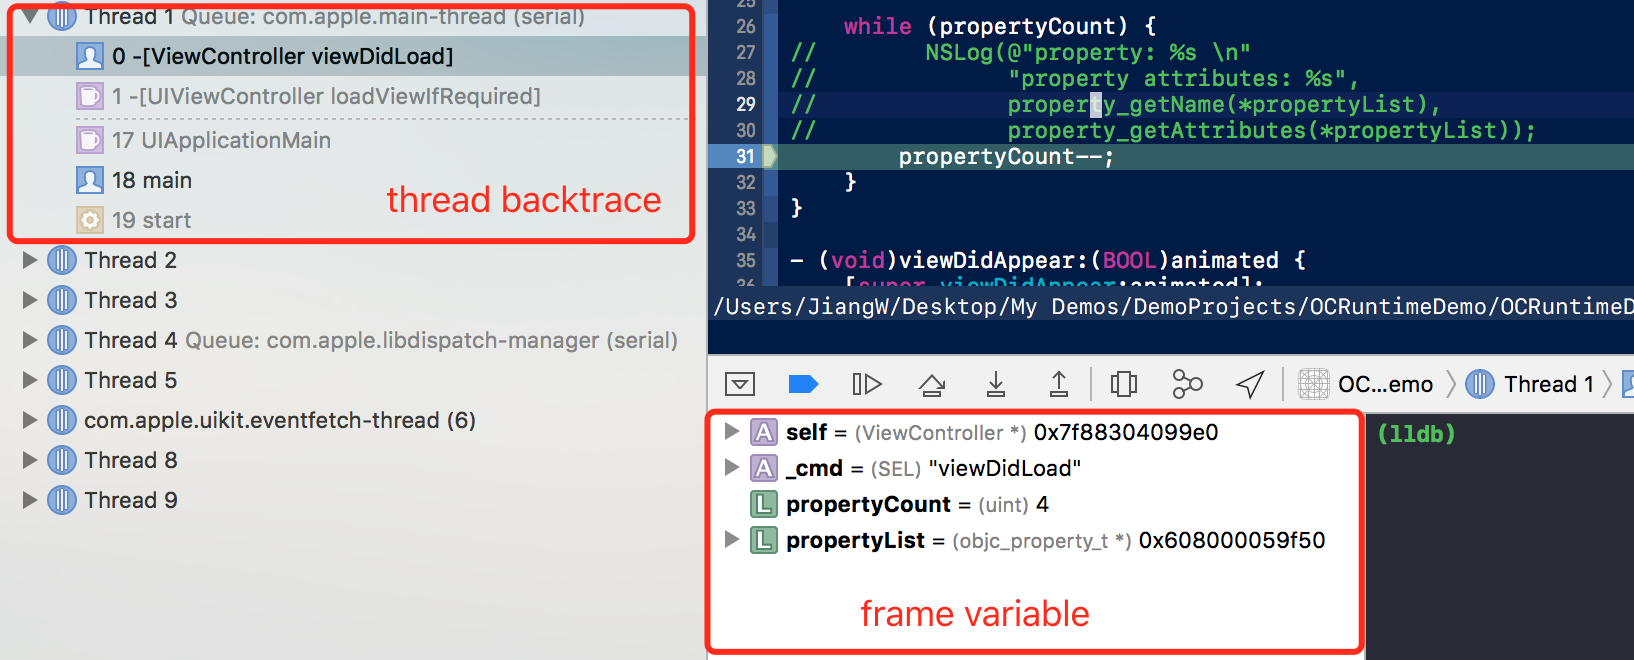 Thread 1 Queue: com.apple.main-thread (serial)
0 -[ViewController viewDidLoad]
1 -[UIViewController loadViewIfRequired]
17 UIApplicationMain
18 main
19 start
thread backtrace
Thread 2
Thread 3
Thread 4 Queue: com.apple.libdispatch-manager (serial)
Thread 5
com.apple.uikit.eventfetch-thread (6)
Thread 8
Thread 9
25
26 while (propertyCount) {
27 // NSLog(@"property: %s \n"
28 // "property attributes: %s",
29 // property_getName(*propertyList),
30 // property_getAttributes(*propertyList));
31 propertyCount--;
32 }
33 }
34
35 - (void)viewDidAppear:(BOOL)animated {
36 [super viewDidAppear:animated];
/Users/JiangW/Desktop/My Demos/DemoProjects/OCRuntimeDemo/OCRuntimeD
OC...emo Thread 1
A self = (ViewController *) 0x7f88304099e0
A _cmd = (SEL) "viewDidLoad"
L propertyCount = (uint) 4
L propertyList = (objc_property_t *) 0x608000059f50
frame variable
(lldb)